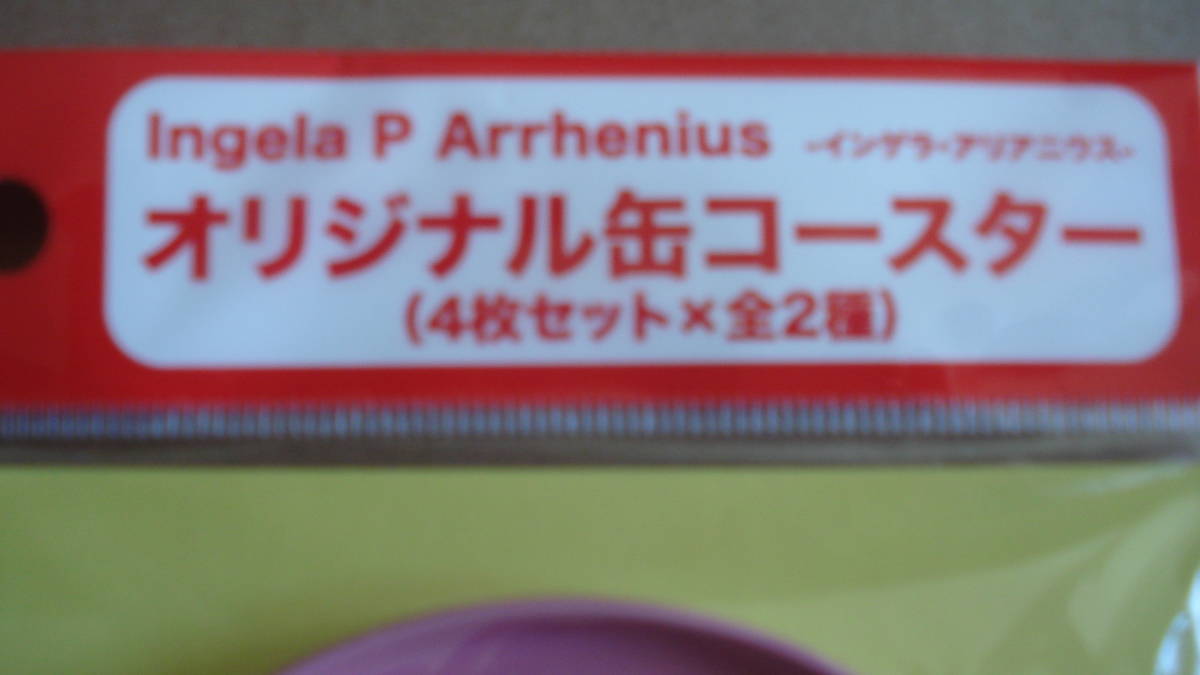 Ingela P Arrhenius -インゲラ・アリアニウス-
オリジナル缶コースター
(4枚セット×全2種)